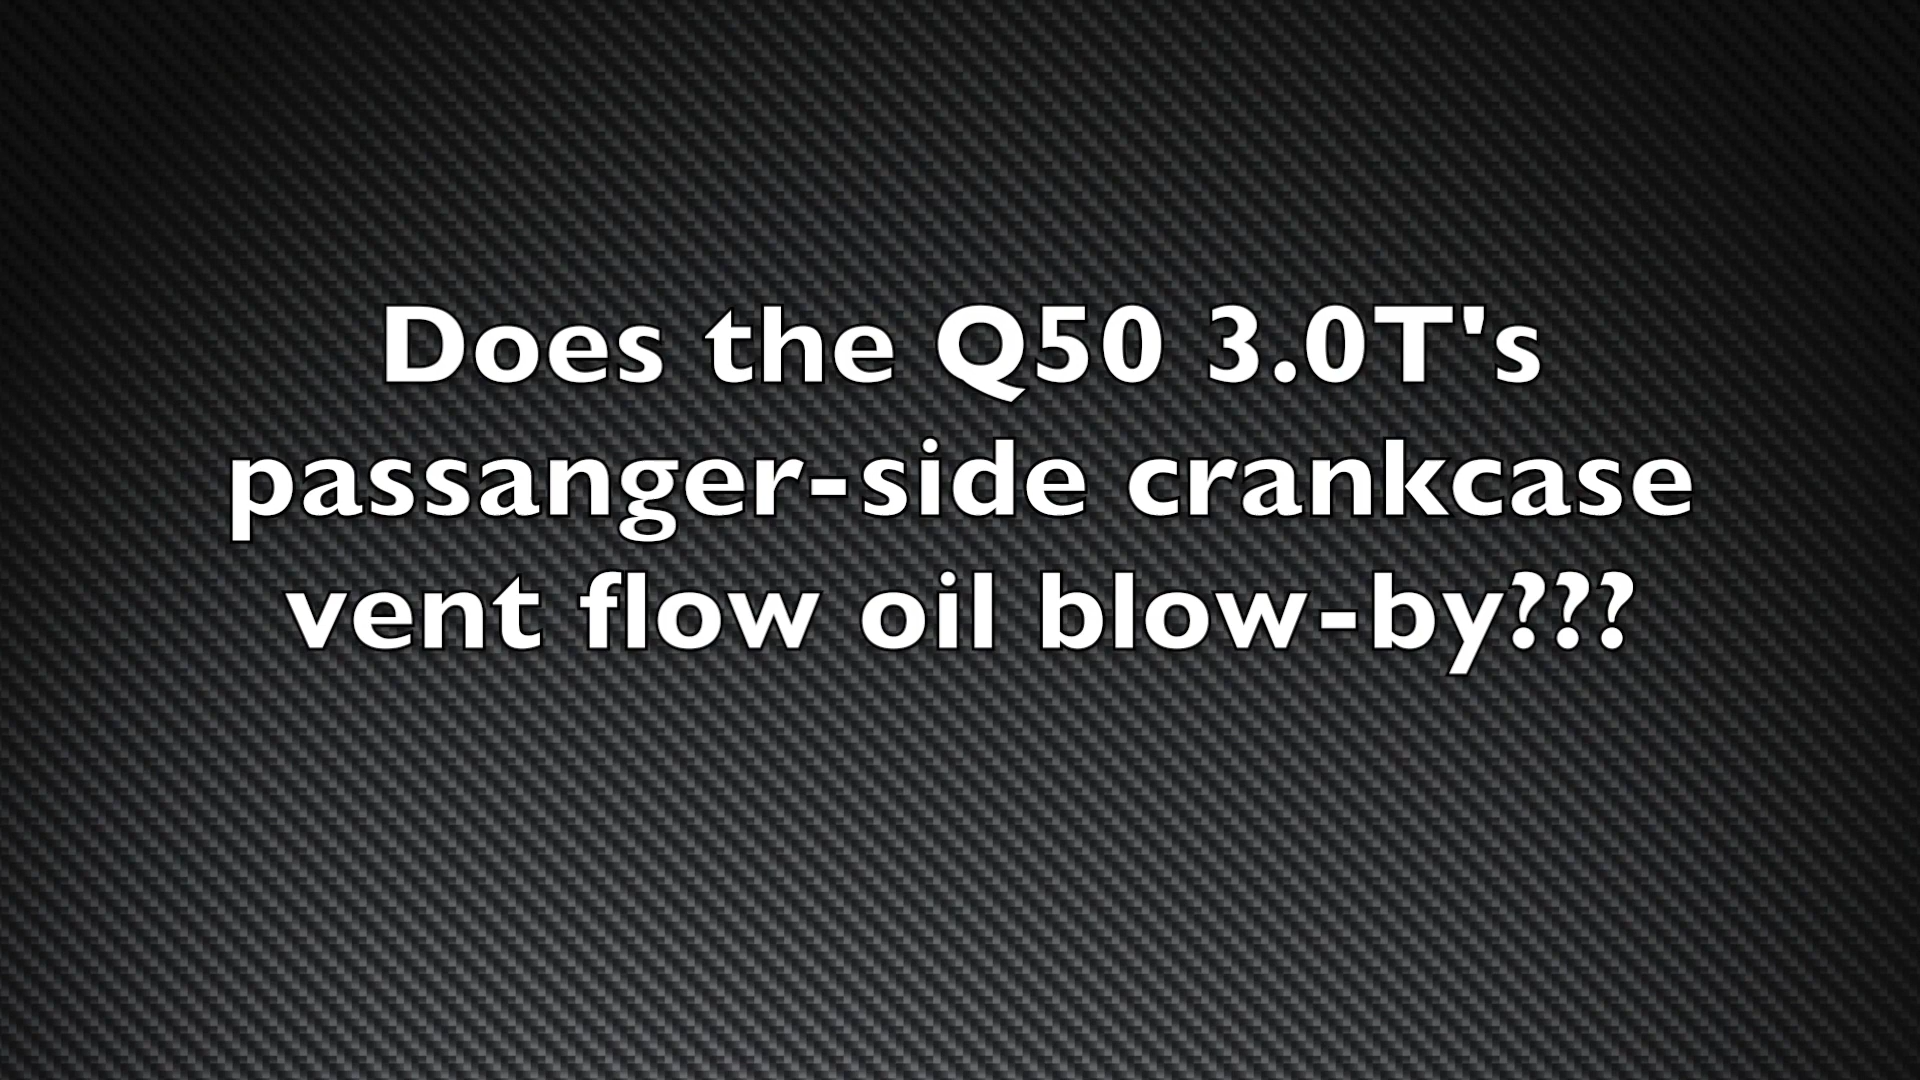 Does the Q50 3.0T's
passanger-side crankcase
vent flow oil blow-by???